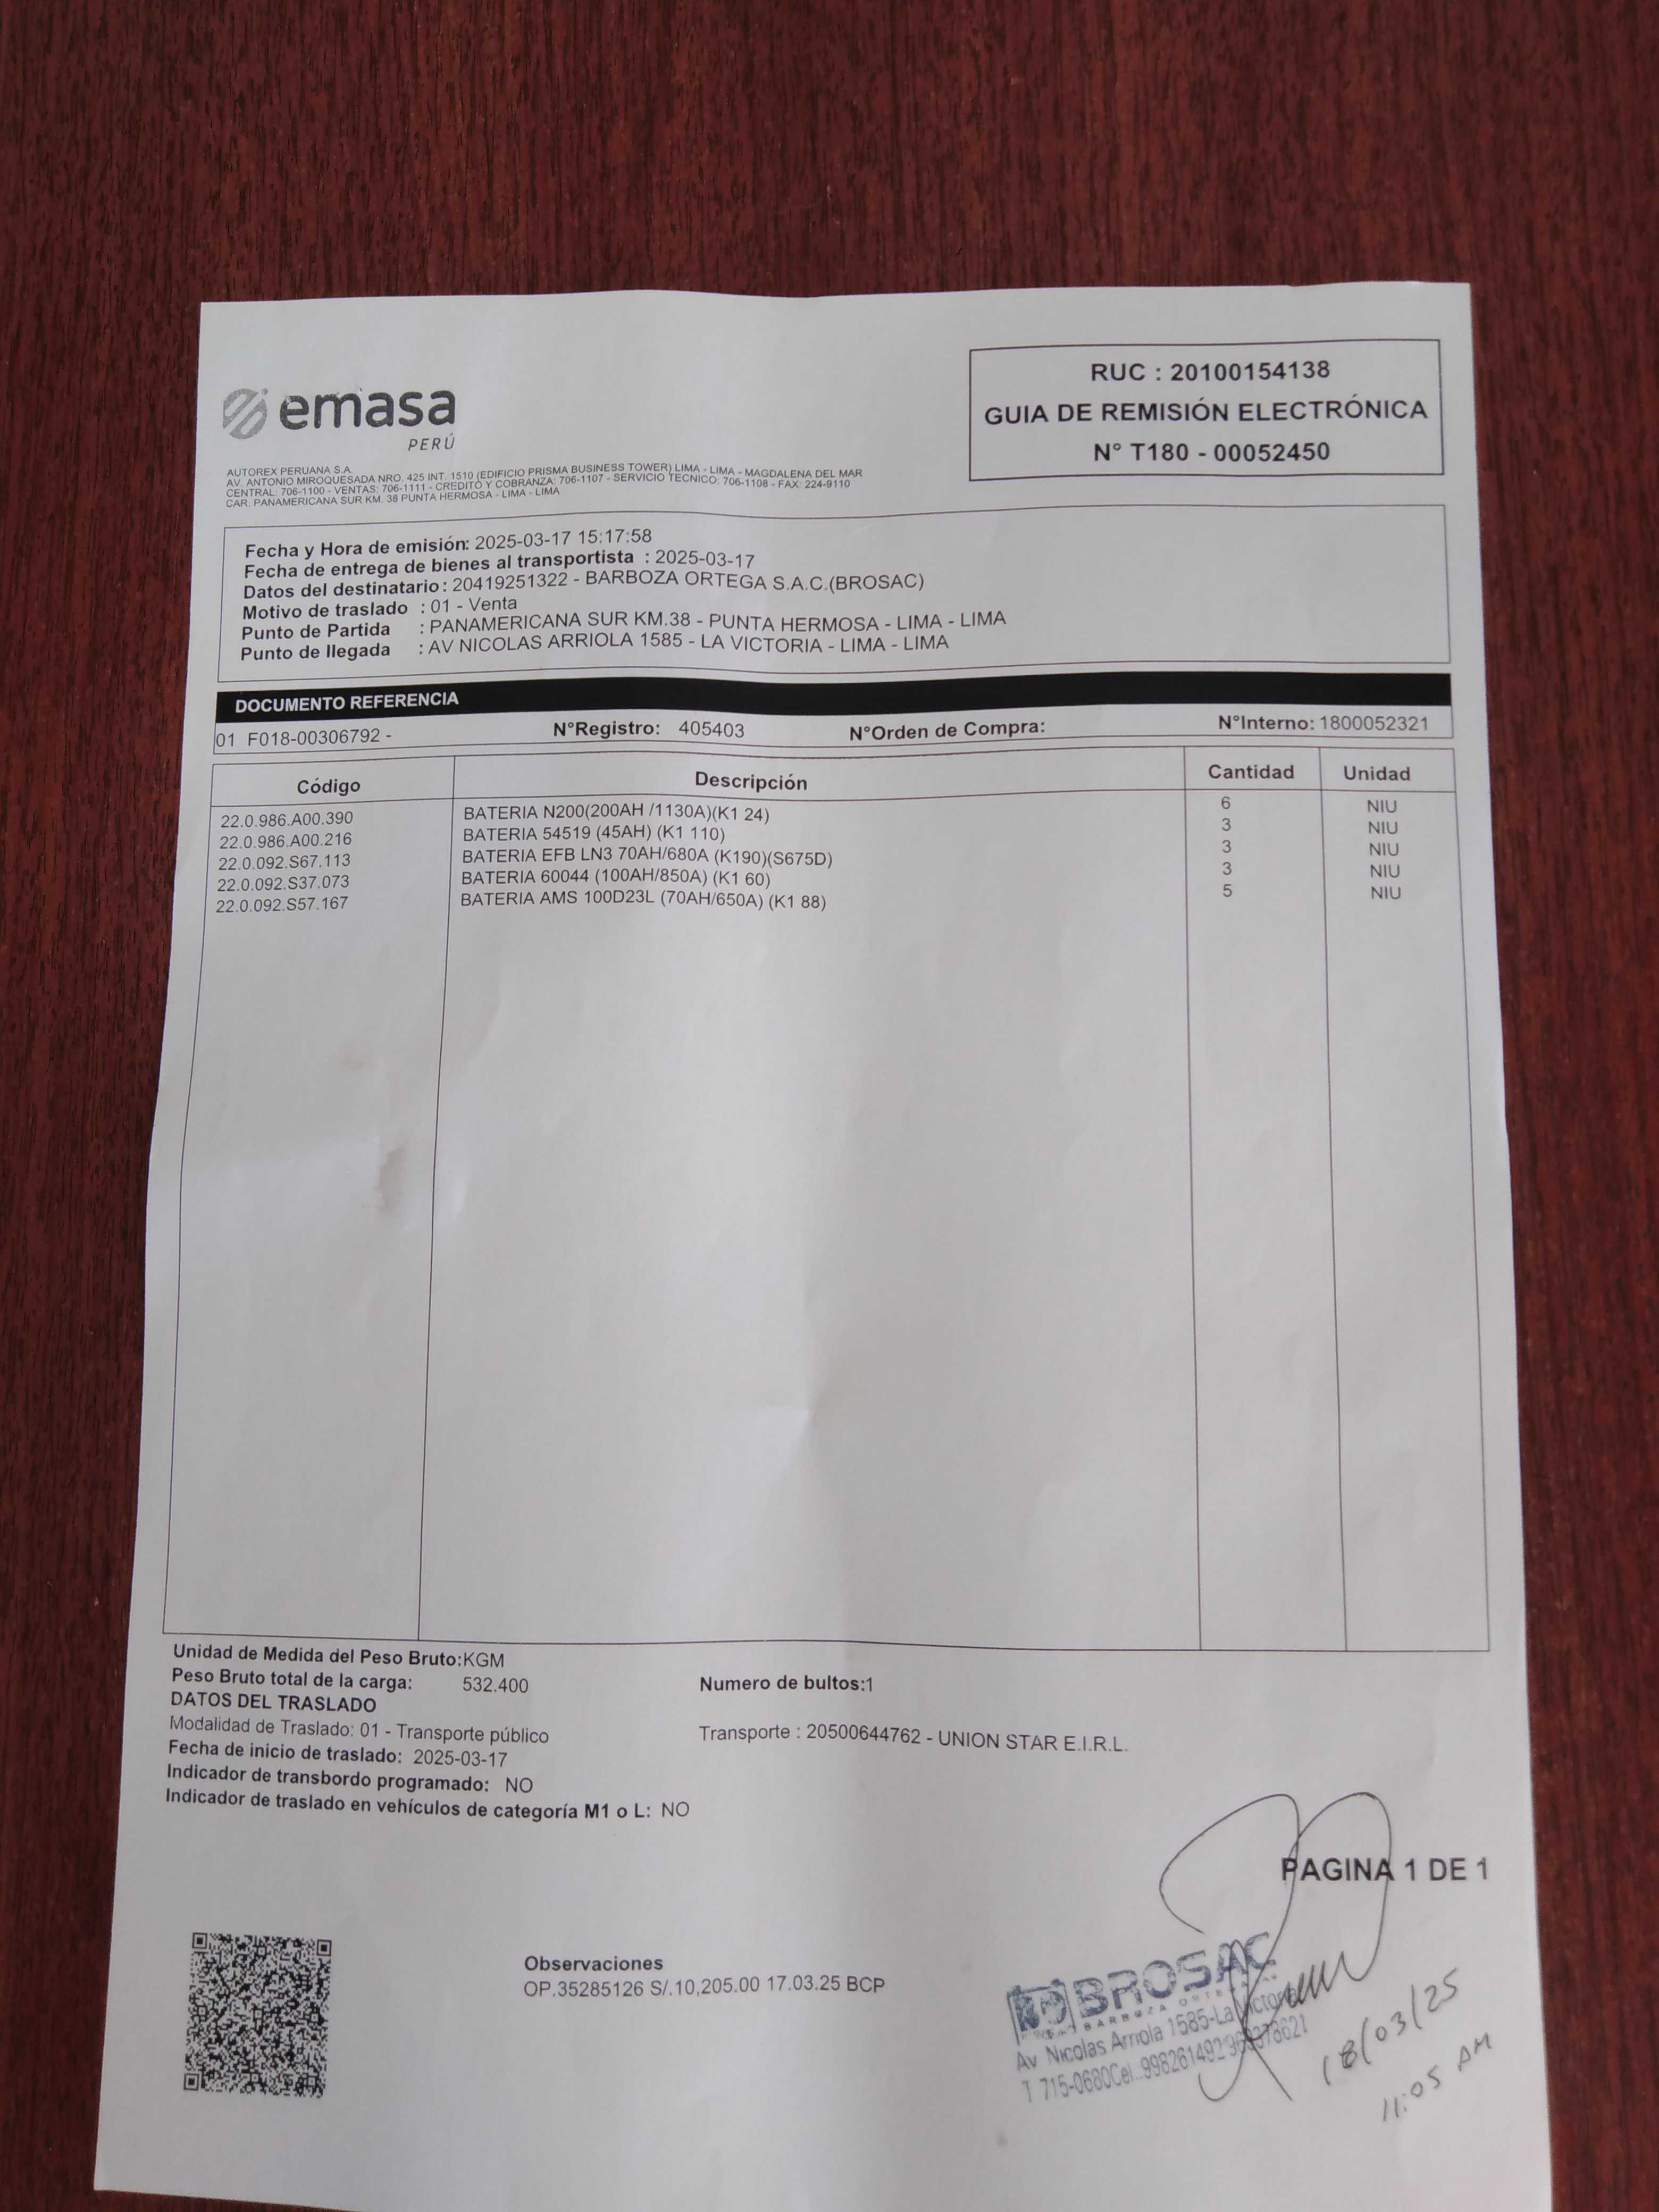 emasa
PERÚ
RUC : 20100154138
GUIA DE REMISIÓN ELECTRÓNICA
N° T180 - 00052450
AUTOREX PERUANA S.A.
AV. ANTONIO MIROQUESADA NRO. 425 INT. 1510 (EDIFICIO PRISMA BUSINESS TOWER) LIMA - LIMA - MAGDALENA DEL MAR
CENTRAL: 706-1100 - VENTAS: 706-1111 - CREDITO Y COBRANZA: 706-1107 - SERVICIO TECNICO: 706-1108 - FAX: 224-9110
CAR. PANAMERICANA SUR KM. 38 PUNTA HERMOSA - LIMA - LIMA
Fecha y Hora de emisión: 2025-03-17 15:17:58
Fecha de entrega de bienes al transportista : 2025-03-17
Datos del destinatario : 20419251322 - BARBOZA ORTEGA S.A.C.(BROSAC)
Motivo de traslado : 01 - Venta
Punto de Partida : PANAMERICANA SUR KM.38 - PUNTA HERMOSA - LIMA - LIMA
Punto de llegada : AV NICOLAS ARRIOLA 1585 - LA VICTORIA - LIMA - LIMA
DOCUMENTO REFERENCIA
01 F018-00306792 - N°Registro: 405403 N°Orden de Compra: N°Interno: 1800052321
Código Descripción Cantidad Unidad
22.0.986.A00.390 BATERIA N200(200AH /1130A)(K1 24) 6 NIU
22.0.986.A00.216 BATERIA 54519 (45AH) (K1 110) 3 NIU
22.0.092.S67.113 BATERIA EFB LN3 70AH/680A (K190)(S675D) 3 NIU
22.0.092.S37.073 BATERIA 60044 (100AH/850A) (K1 60) 3 NIU
22.0.092.S57.167 BATERIA AMS 100D23L (70AH/650A) (K1 88) 5 NIU
Unidad de Medida del Peso Bruto:KGM
Peso Bruto total de la carga: 532.400 Numero de bultos:1
DATOS DEL TRASLADO
Modalidad de Traslado: 01 - Transporte público Transporte : 20500644762 - UNION STAR E.I.R.L.
Fecha de inicio de traslado: 2025-03-17
Indicador de transbordo programado: NO
Indicador de traslado en vehículos de categoría M1 o L: NO
PAGINA 1 DE 1
Observaciones
OP.35285126 S/.10,205.00 17.03.25 BCP
BROSAC
BARBOZA
Av Nicolas Arriola 1585-La Victoria
T 715-0680Cel.:998261492
18/03/25
11:05 AM